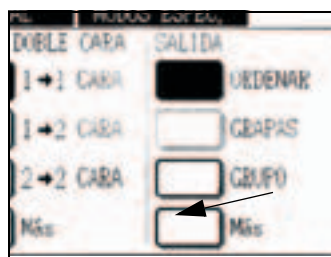 AL MODOS ESPEC,
DOBLE CARA SALIDA
1→1 CARA ORDENAR
1→2 CARA GRAPAS
2→2 CARA GRUPO
Más Más